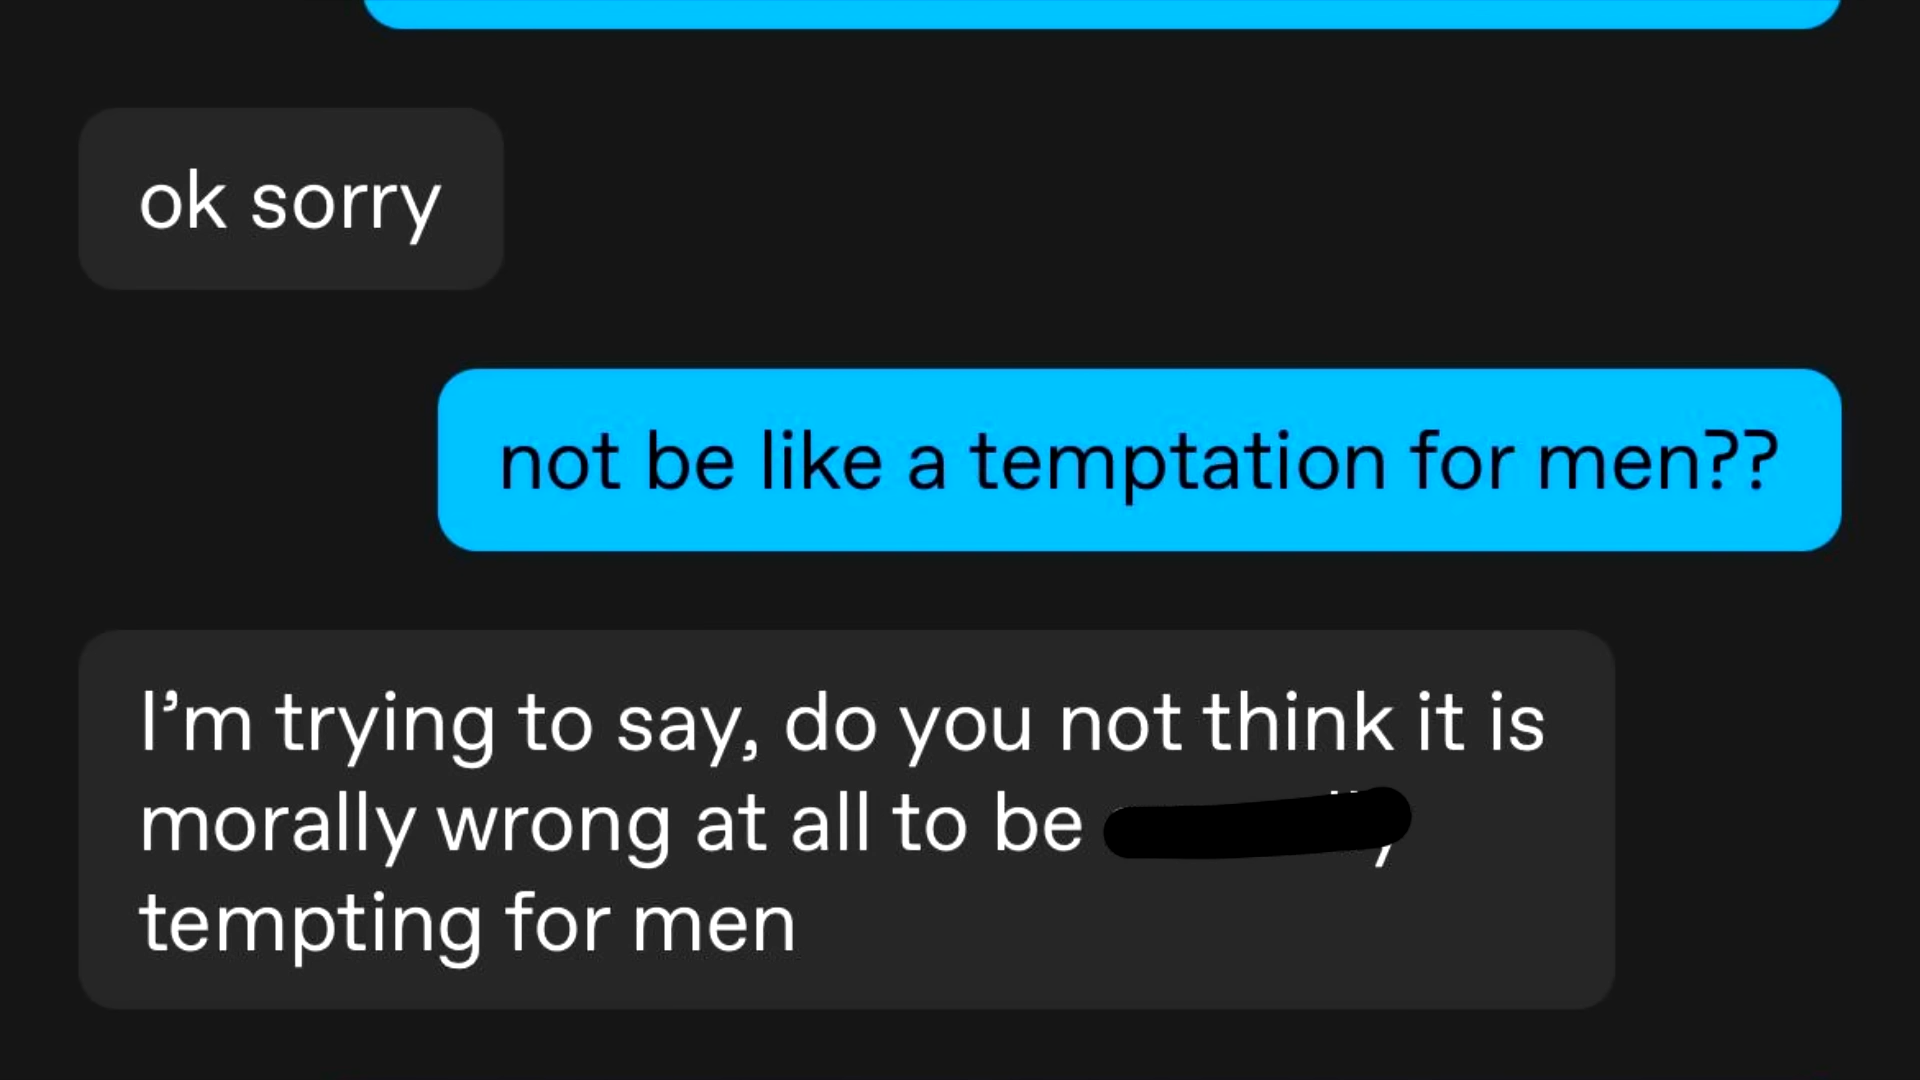 ok sorry
not be like a temptation for men??
I’m trying to say, do you not think it is
morally wrong at all to be
tempting for men